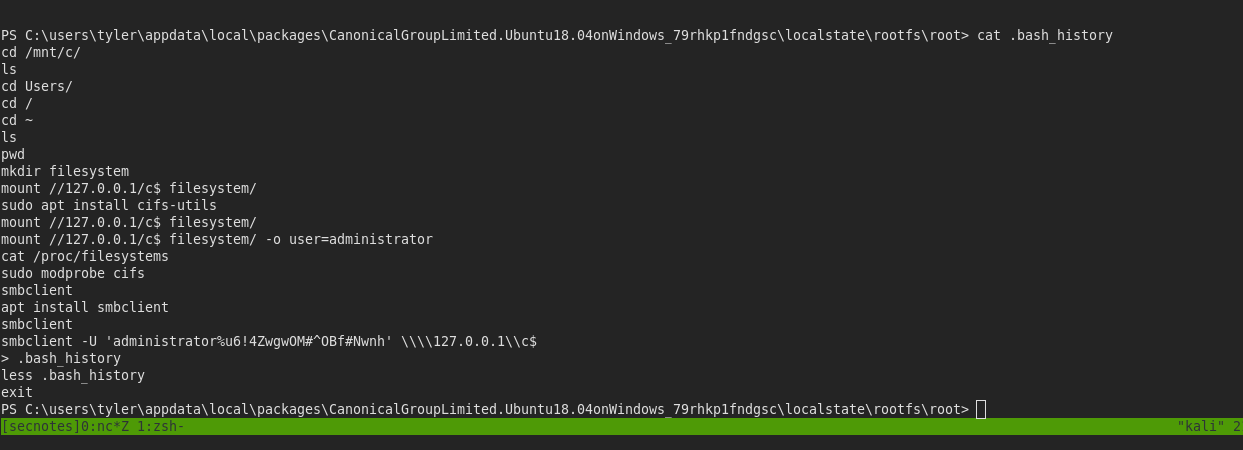 PS C:\users\tyler\appdata\local\packages\CanonicalGroupLimited.Ubuntu18.04onWindows_79rhkp1fndgsc\localstate\rootfs\root> cat .bash_history
cd /mnt/c/
ls
cd Users/
cd /
cd ~
ls
pwd
mkdir filesystem
mount //127.0.0.1/c$ filesystem/
sudo apt install cifs-utils
mount //127.0.0.1/c$ filesystem/
mount //127.0.0.1/c$ filesystem/ -o user=administrator
cat /proc/filesystems
sudo modprobe cifs
smbclient
apt install smbclient
smbclient
smbclient -U 'administrator%u6!4ZwgwOM#^OBf#Nwnh' \\\\127.0.0.1\\c$
> .bash_history
less .bash_history
exit
PS C:\users\tyler\appdata\local\packages\CanonicalGroupLimited.Ubuntu18.04onWindows_79rhkp1fndgsc\localstate\rootfs\root>
[secnotes]0:nc*Z 1:zsh- "kali" 2